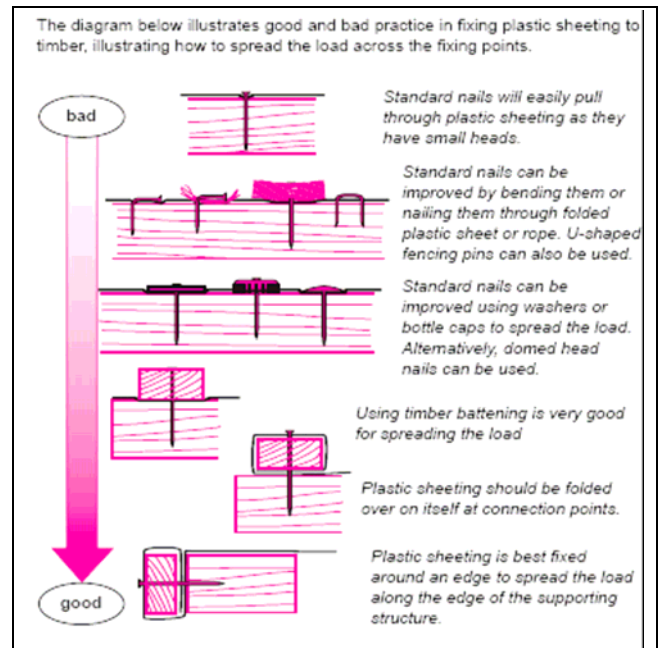 The diagram below illustrates good and bad practice in fixing plastic sheeting to
timber, illustrating how to spread the load across the fixing points.
bad
Standard nails will easily pull
through plastic sheeting as they
have small heads.
Standard nails can be
improved by bending them or
nailing them through folded
plastic sheet or rope. U-shaped
fencing pins can also be used.
Standard nails can be
improved using washers or
bottle caps to spread the load.
Alternatively, domed head
nails can be used.
Using timber battening is very good
for spreading the load
Plastic sheeting should be folded
over on itself at connection points.
Plastic sheeting is best fixed
around an edge to spread the load
along the edge of the supporting
structure.
good